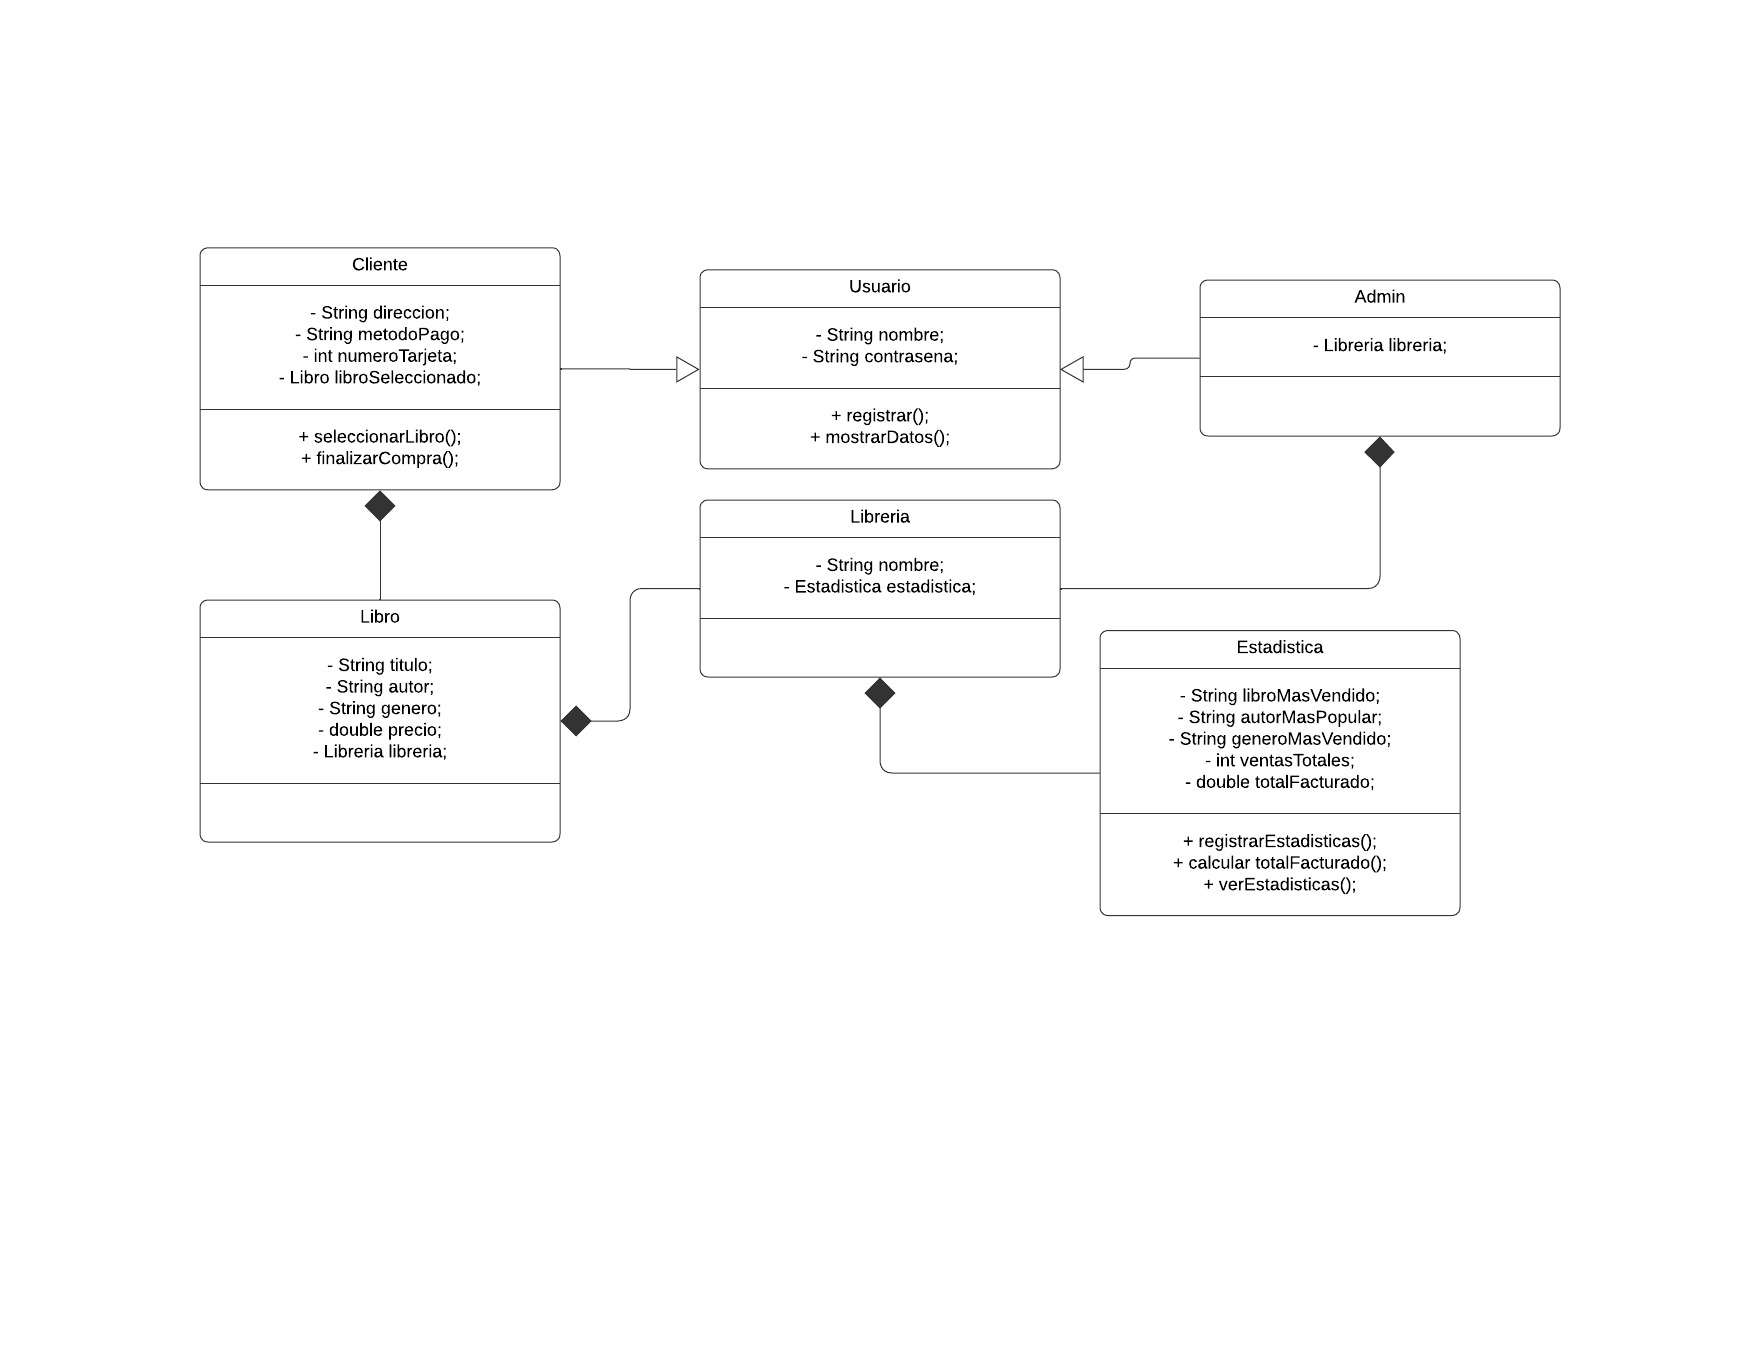 Cliente
- String direccion;
- String metodoPago;
- int numeroTarjeta;
- Libro libroSeleccionado;
+ seleccionarLibro();
+ finalizarCompra();
Usuario
- String nombre;
- String contrasena;
+ registrar();
+ mostrarDatos();
Admin
- Libreria libreria;
Libreria
- String nombre;
- Estadistica estadistica;
Libro
- String titulo;
- String autor;
- String genero;
- double precio;
- Libreria libreria;
Estadistica
- String libroMasVendido;
- String autorMasPopular;
- String generoMasVendido;
- int ventasTotales;
- double totalFacturado;
+ registrarEstadisticas();
+ calcular totalFacturado();
+ verEstadisticas();